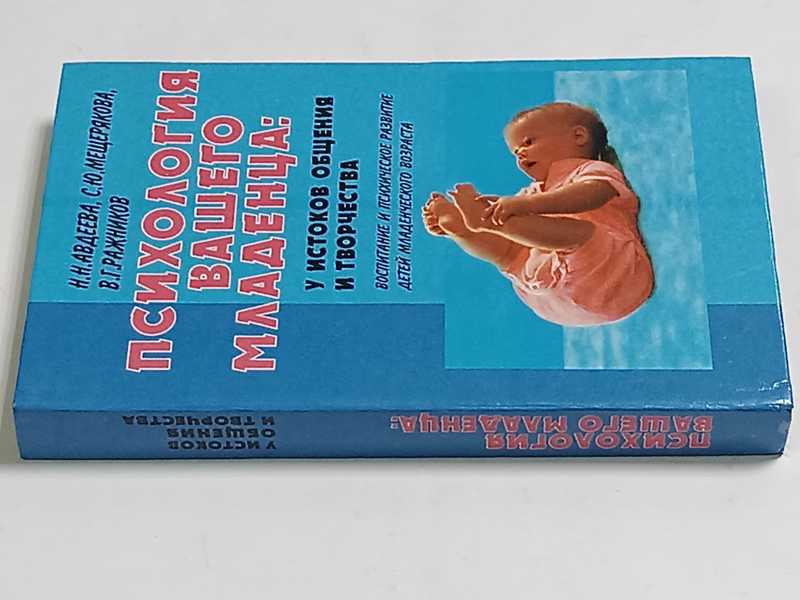 Н.Н.АВДЕЕВА, С.Ю.МЕЩЕРЯКОВА,
В.Г.РАЖНИКОВ
ПСИХОЛОГИЯ
ВАШЕГО
МЛАДЕНЦА:
У ИСТОКОВ ОБЩЕНИЯ
И ТВОРЧЕСТВА
ВОСПИТАНИЕ И ПСИХИЧЕСКОЕ РАЗВИТИЕ
ДЕТЕЙ МЛАДЕНЧЕСКОГО ВОЗРАСТА
ПСИХОЛОГИЯ
ВАШЕГО МЛАДЕНЦА:
У ИСТОКОВ
ОБЩЕНИЯ
И ТВОРЧЕСТВА